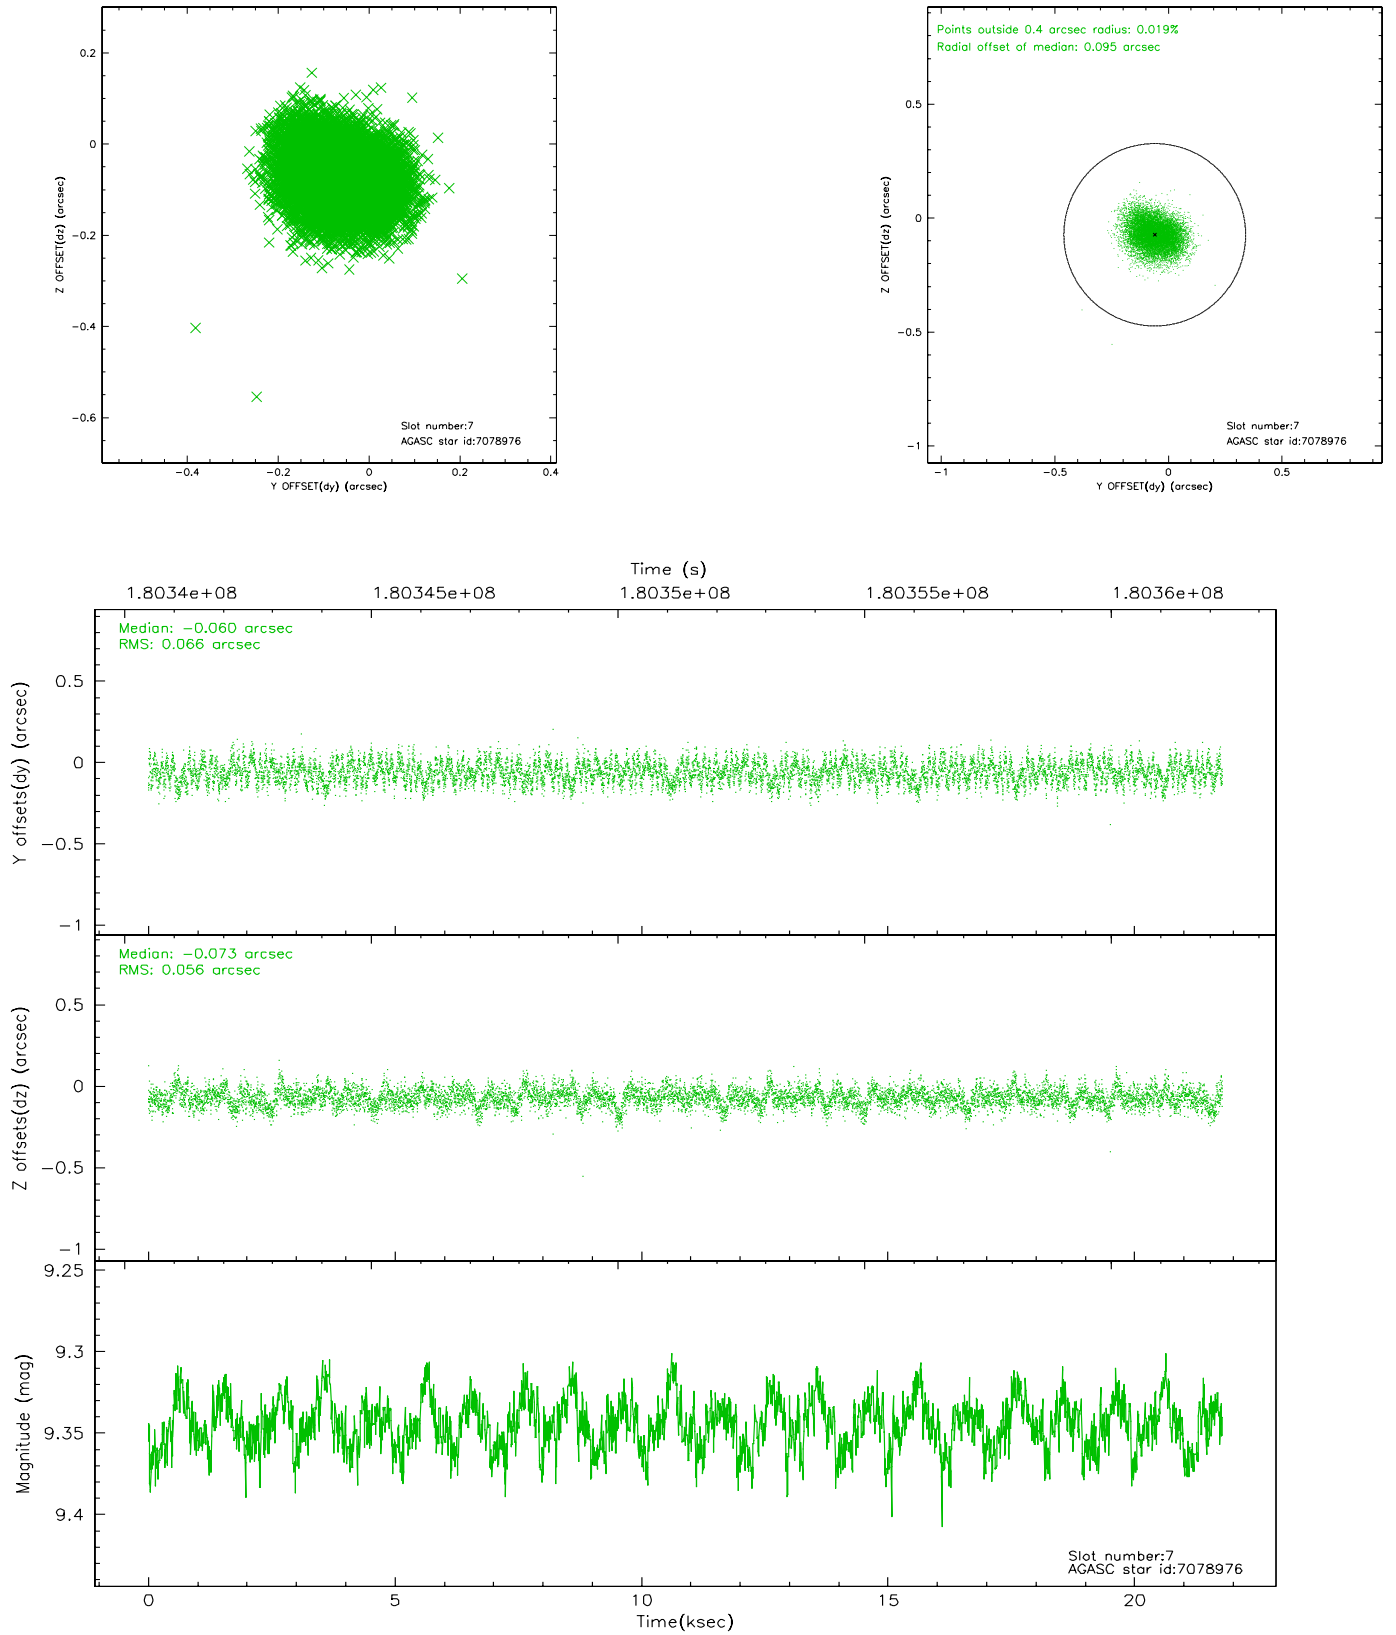 0.2
0
−0.2
−0.4
−0.6
Z OFFSET(dz) (arcsec)
Slot number:7
AGASC star id:7078976
−0.4 −0.2 0 0.2 0.4
Y OFFSET(dy) (arcsec)
Points outside 0.4 arcsec radius: 0.019%
Radial offset of median: 0.095 arcsec
0.5
0
−0.5
−1
Z OFFSET(dz) (arcsec)
Slot number:7
AGASC star id:7078976
−1 −0.5 0 0.5
Y OFFSET(dy) (arcsec)
Time (s)
1.8034e+08 1.80345e+08 1.8035e+08 1.80355e+08 1.8036e+08
Median: −0.060 arcsec
RMS: 0.066 arcsec
0.5
0
−0.5
−1
Y offsets(dy) (arcsec)
Median: −0.073 arcsec
RMS: 0.056 arcsec
0.5
0
−0.5
−1
Z offsets(dz) (arcsec)
9.25
9.3
9.35
9.4
Magnitude (mag)
Slot number:7
AGASC star id:7078976
0 5 10 15 20
Time(ksec)